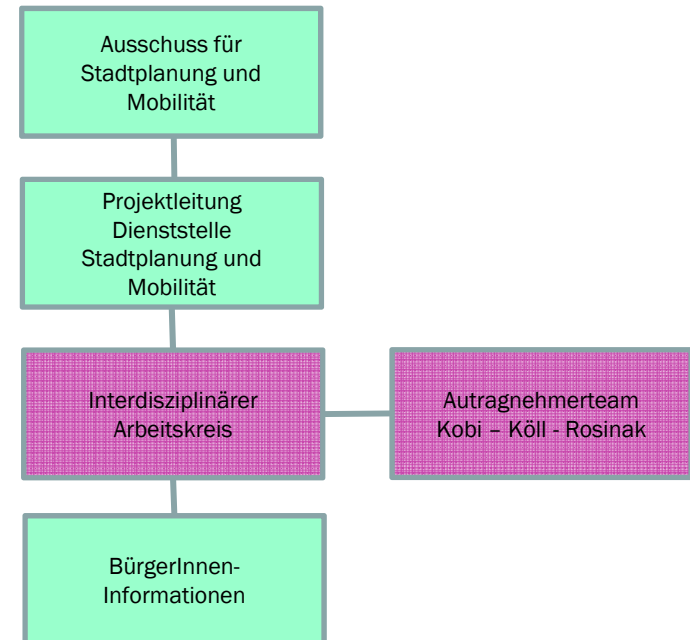 Ausschuss für
Stadtplanung und
Mobilität
Projektleitung
Dienststelle
Stadtplanung und
Mobilität
Interdisziplinärer
Arbeitskreis
Autragnehmerteam
Kobi – Köll - Rosinak
BürgerInnen-
Informationen